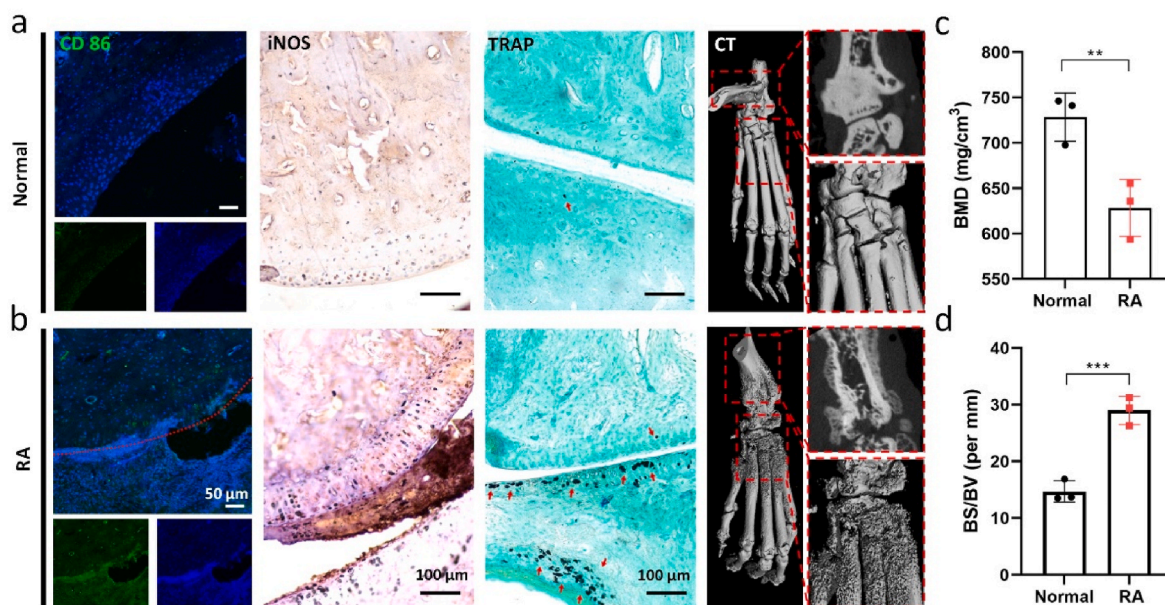 a
CD 86
iNOS
TRAP
CT
Normal
b
RA
50 μm
100 μm
100 μm
c
800
750
700
650
600
550
BMD (mg/cm³)
**
Normal
RA
d
40
30
20
10
0
BS/BV (per mm)
***
Normal
RA